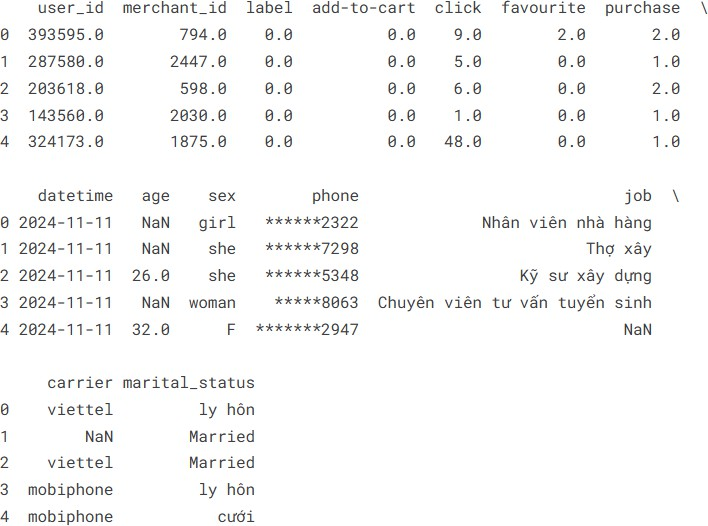 user_id merchant_id label add-to-cart click favourite purchase \
0 393595.0 794.0 0.0 0.0 9.0 2.0 2.0
1 287580.0 2447.0 0.0 0.0 5.0 0.0 1.0
2 203618.0 598.0 0.0 0.0 6.0 0.0 2.0
3 143560.0 2030.0 0.0 0.0 1.0 0.0 1.0
4 324173.0 1875.0 0.0 0.0 48.0 0.0 1.0
datetime age sex phone job \
0 2024-11-11 NaN girl ******2322 Nhân viên nhà hàng
1 2024-11-11 NaN she ******7298 Thợ xây
2 2024-11-11 26.0 she ******5348 Kỹ sư xây dựng
3 2024-11-11 NaN woman *****8063 Chuyên viên tư vấn tuyển sinh
4 2024-11-11 32.0 F *******2947 NaN
carrier marital_status
0 viettel ly hôn
1 NaN Married
2 viettel Married
3 mobiphone ly hôn
4 mobiphone cưới